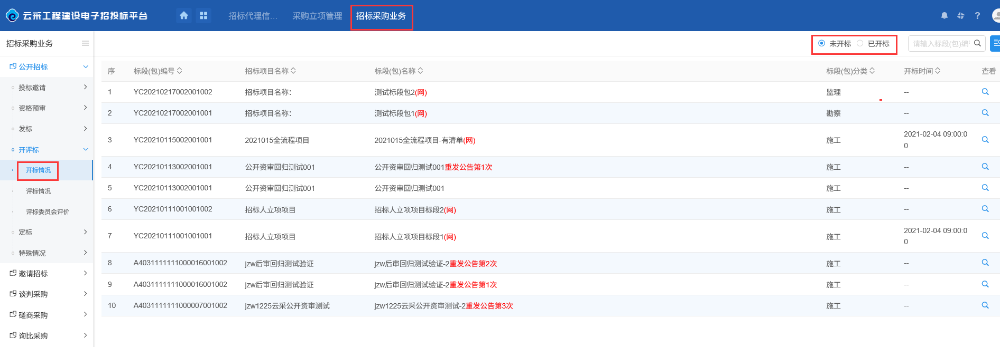 云采工程建设电子招投标平台
招标代理信... 采购立项管理 招标采购业务
招标采购业务
未开标 已开标 请输入标段(包)编
公开招标
投标邀请
资格预审
发标
开评标
开标情况
评标情况
评标委员会评价
定标
特殊情况
邀请招标
谈判采购
磋商采购
询比采购
序 标段(包)编号 招标项目名称 标段(包)名称 标段(包)分类 开标时间 查看
1 YC20210217002001002 招标项目名称: 测试标段包2(网) 监理 --
2 YC20210217002001001 招标项目名称: 测试标段包1(网) 勘察 --
3 YC20210115002001001 2021015全流程项目 2021015全流程项目-有清单(网) 施工 2021-02-04 09:00:0
0
4 YC20210113002001001 公开资审回归测试001 公开资审回归测试001重发公告第1次 施工 --
5 YC20210113002001001 公开资审回归测试001 公开资审回归测试001 施工 --
6 YC20210111001001002 招标人立项项目 招标人立项项目标段2(网) 施工 --
7 YC20210111001001001 招标人立项项目 招标人立项项目标段1(网) 施工 2021-02-04 09:00:0
0
8 A4031111111000016001002 jzw后审回归测试验证 jzw后审回归测试验证-2重发公告第2次 施工 --
9 A4031111111000016001002 jzw后审回归测试验证 jzw后审回归测试验证-2重发公告第1次 施工 --
10 A4031111111000007001002 jzw1225云采公开资审测试 jzw1225云采公开资审测试-2重发公告第3次 施工 --